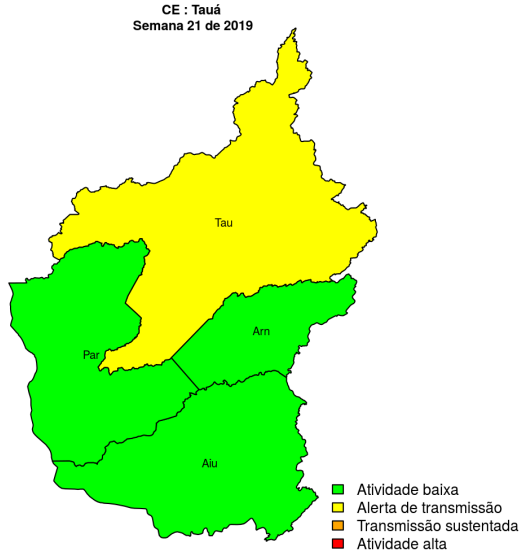 CE : Tauá
Semana 21 de 2019
Tau
Arn
Par
Aiu
Atividade baixa
Alerta de transmissão
Transmissão sustentada
Atividade alta